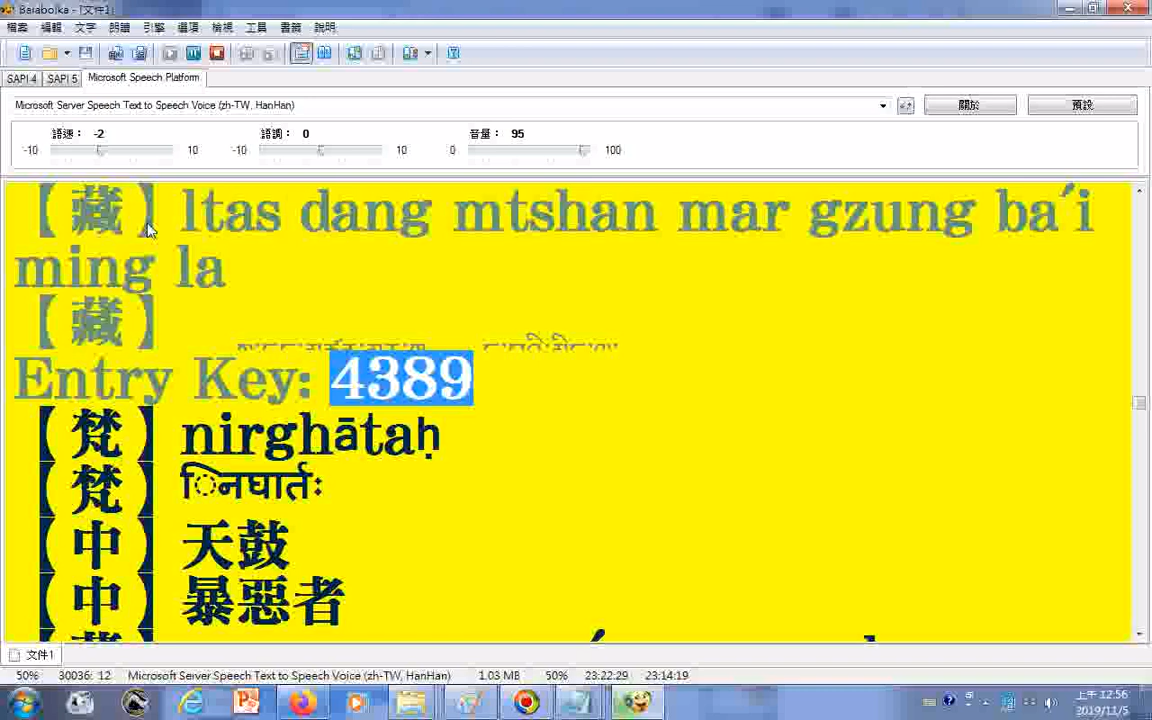 Balabolka - [文件1]
檔案 編輯 文字 朗讀 引擎 選項 檢視 工具 書籤 說明
SAPI 4 SAPI 5 Microsoft Speech Platform
Microsoft Server Speech Text to Speech Voice (zh-TW, HanHan) 關於 預設
語速： -2 語調： 0 音量： 95
-10 10 -10 10 0 100
【藏】ltas dang mtshan mar gzung ba´i
ming la
【藏】
Entry Key: 4389
【梵】nirghātaḥ
【梵】िनघार्तः
【中】天鼓
【中】暴惡者
文件1
50% 30036: 12 Microsoft Server Speech Text to Speech Voice (zh-TW, HanHan) 1.03 MB 50% 23:22:29 23:14:19
上午 12:56
2019/11/5